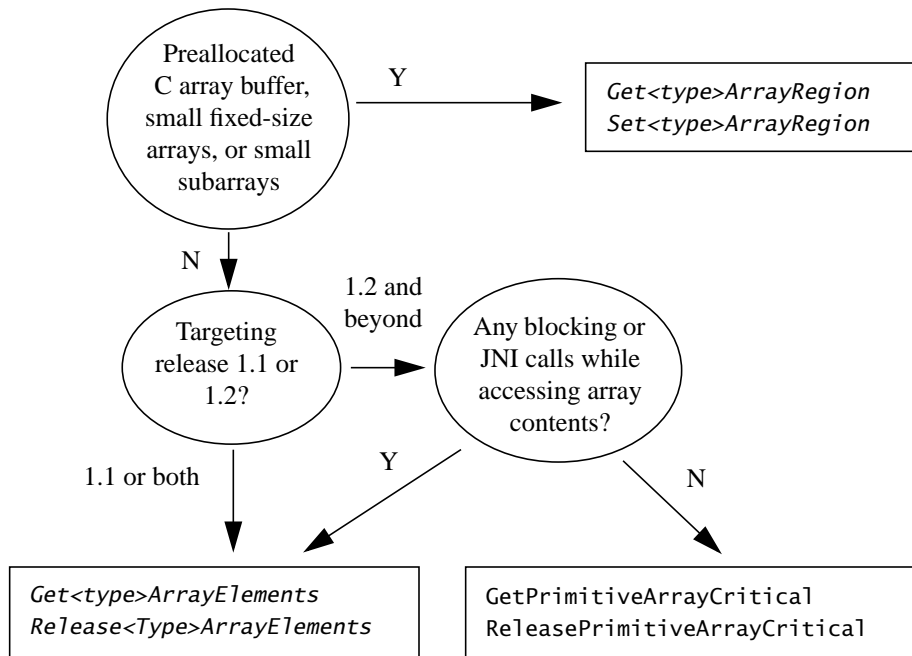 Preallocated
C array buffer,
small fixed-size
arrays, or small
subarrays
Y
Get<type>ArrayRegion
Set<type>ArrayRegion
N
Targeting
release 1.1 or
1.2?
1.2 and
beyond
Any blocking or
JNI calls while
accessing array
contents?
1.1 or both
Y
N
Get<type>ArrayElements
Release<Type>ArrayElements
GetPrimitiveArrayCritical
ReleasePrimitiveArrayCritical